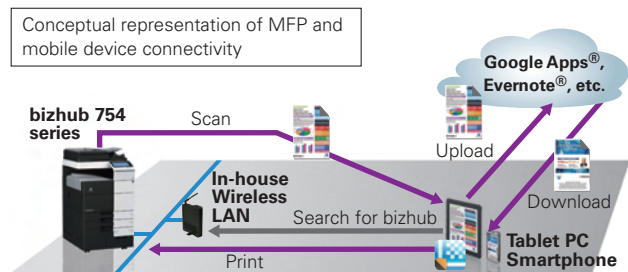 Conceptual representation of MFP and
mobile device connectivity
Google Apps®,
Evernote®, etc.
bizhub 754
series
Scan
Upload
Download
In-house
Wireless
LAN
Search for bizhub
Print
Tablet PC
Smartphone